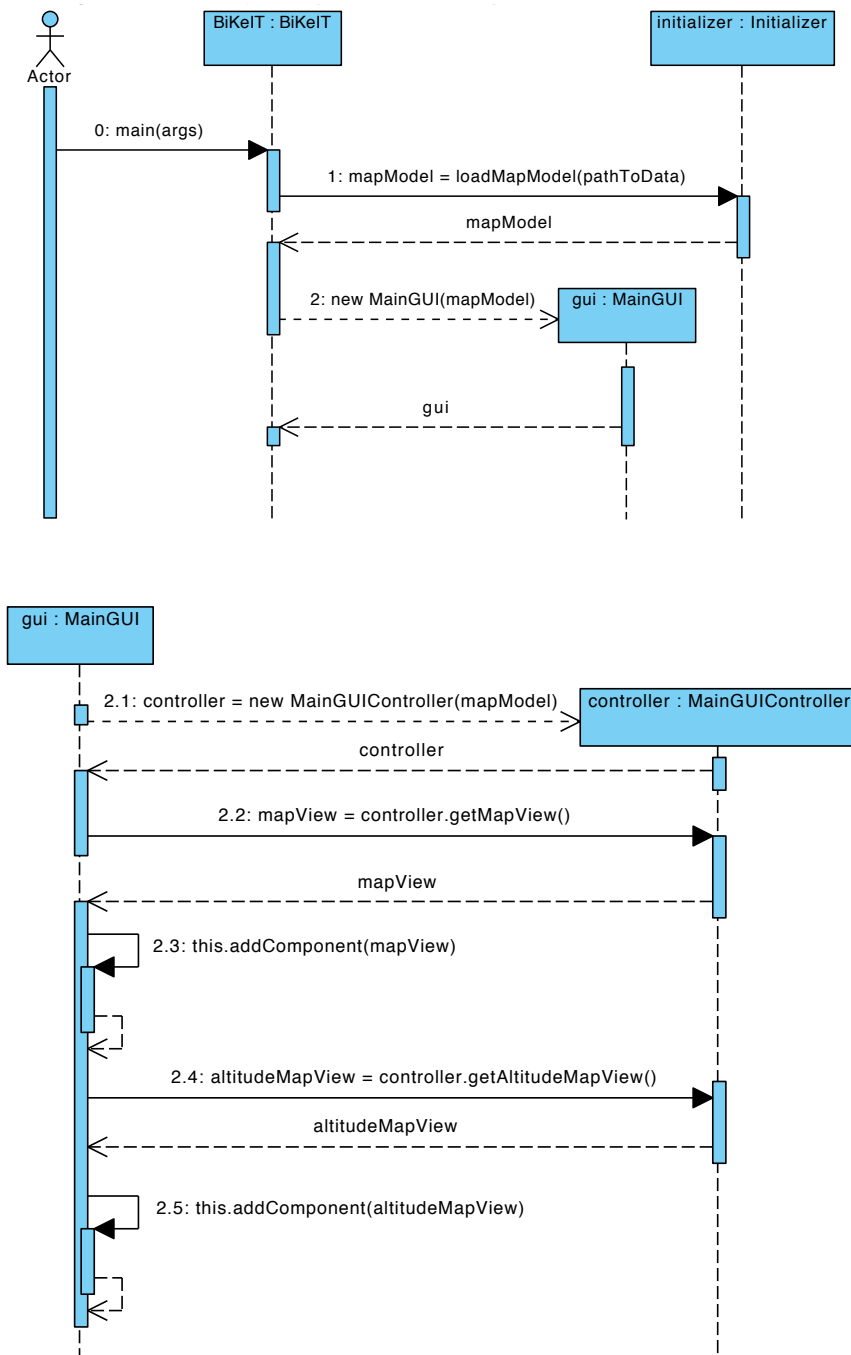 BiKeIT : BiKeIT
initializer : Initializer
Actor
0: main(args)
1: mapModel = loadMapModel(pathToData)
mapModel
2: new MainGUI(mapModel)
gui : MainGUI
gui
gui : MainGUI
2.1: controller = new MainGUIController(mapModel)
controller : MainGUIController
controller
2.2: mapView = controller.getMapView()
mapView
2.3: this.addComponent(mapView)
2.4: altitudeMapView = controller.getAltitudeMapView()
altitudeMapView
2.5: this.addComponent(altitudeMapView)